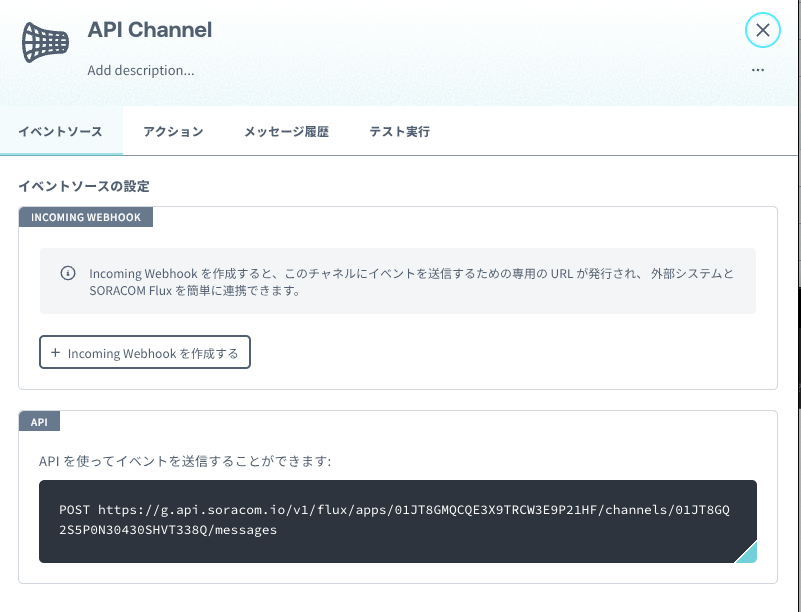 API Channel
Add description...
イベントソース
アクション
メッセージ履歴
テスト実行
イベントソースの設定
INCOMING WEBHOOK
Incoming Webhook を作成すると、このチャネルにイベントを送信するための専用の URL が発行され、 外部システムと
SORACOM Flux を簡単に連携できます。
+ Incoming Webhook を作成する
API
API を使ってイベントを送信することができます:
POST https://g.api.soracom.io/v1/flux/apps/01JT8GMQCQE3X9TRCW3E9P21HF/channels/01JT8GQ
2S5P0N30430SHVT338Q/messages